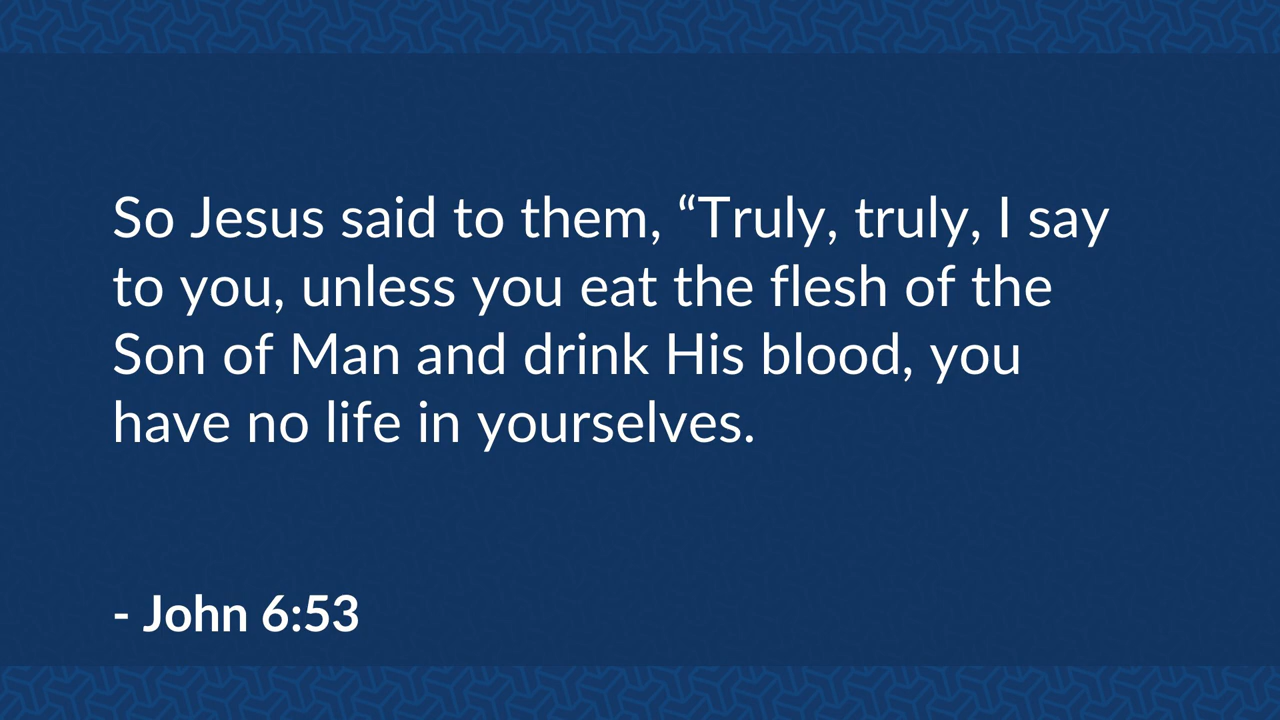 So Jesus said to them, “Truly, truly, I say
to you, unless you eat the flesh of the
Son of Man and drink His blood, you
have no life in yourselves.
- John 6:53